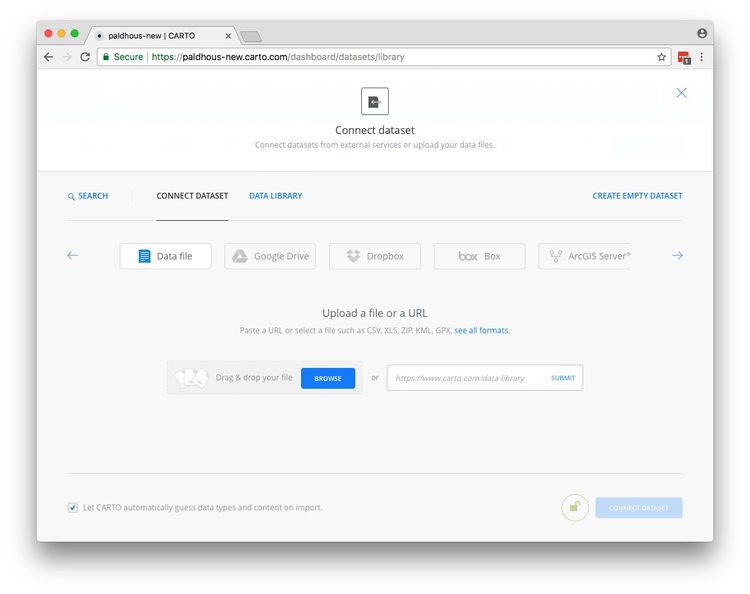 paldhous-new | CARTO
Secure | https://paldhous-new.carto.com/dashboard/datasets/library
1
Connect dataset
Connect datasets from external services or upload your data files.
SEARCH CONNECT DATASET DATA LIBRARY CREATE EMPTY DATASET
Data file Google Drive Dropbox box Box ArcGIS Server™
Upload a file or a URL
Paste a URL or select a file such as CSV, XLS, ZIP, KML, GPX, see all formats.
Drag & drop your file BROWSE or https://www.carto.com/data-library SUBMIT
Let CARTO automatically guess data types and content on import. CONNECT DATASET